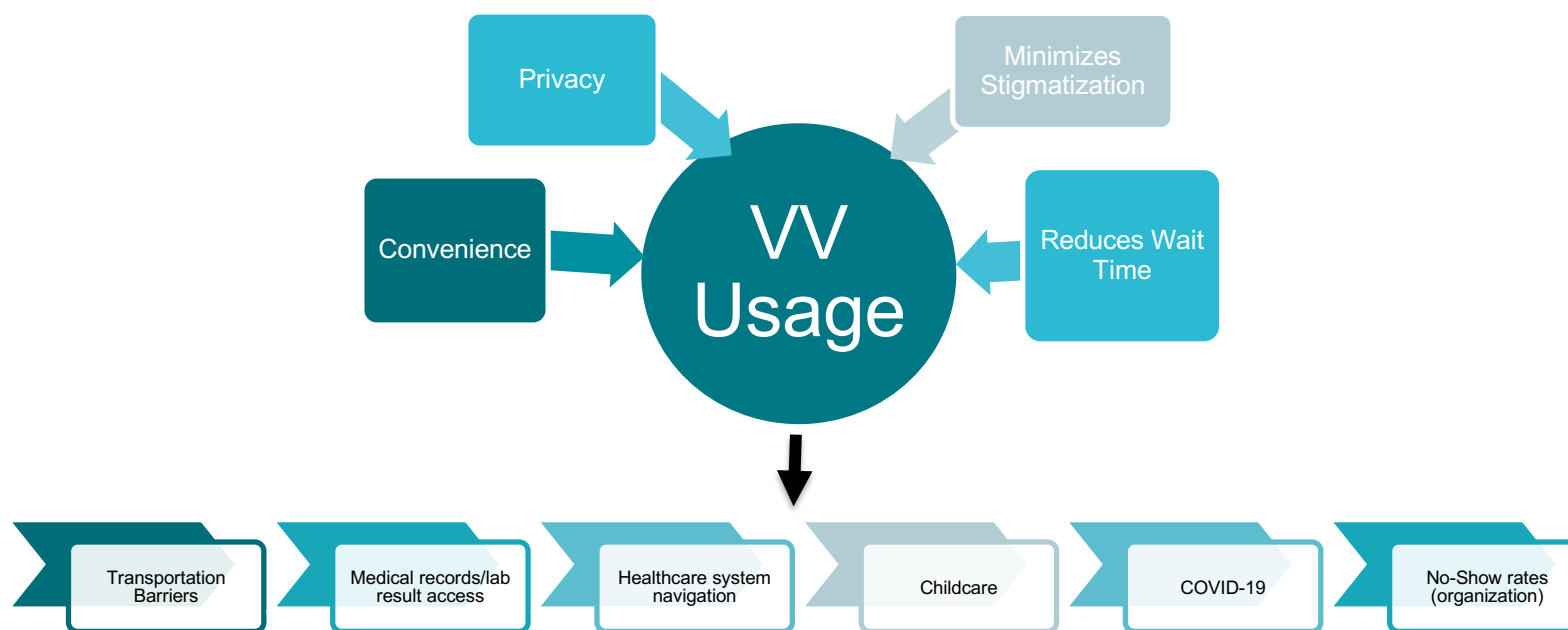 Privacy
Minimizes
Stigmatization
Convenience
VV
Usage
Reduces Wait
Time
Transportation
Barriers
Medical records/lab
result access
Healthcare system
navigation
Childcare
COVID-19
No-Show rates
(organization)